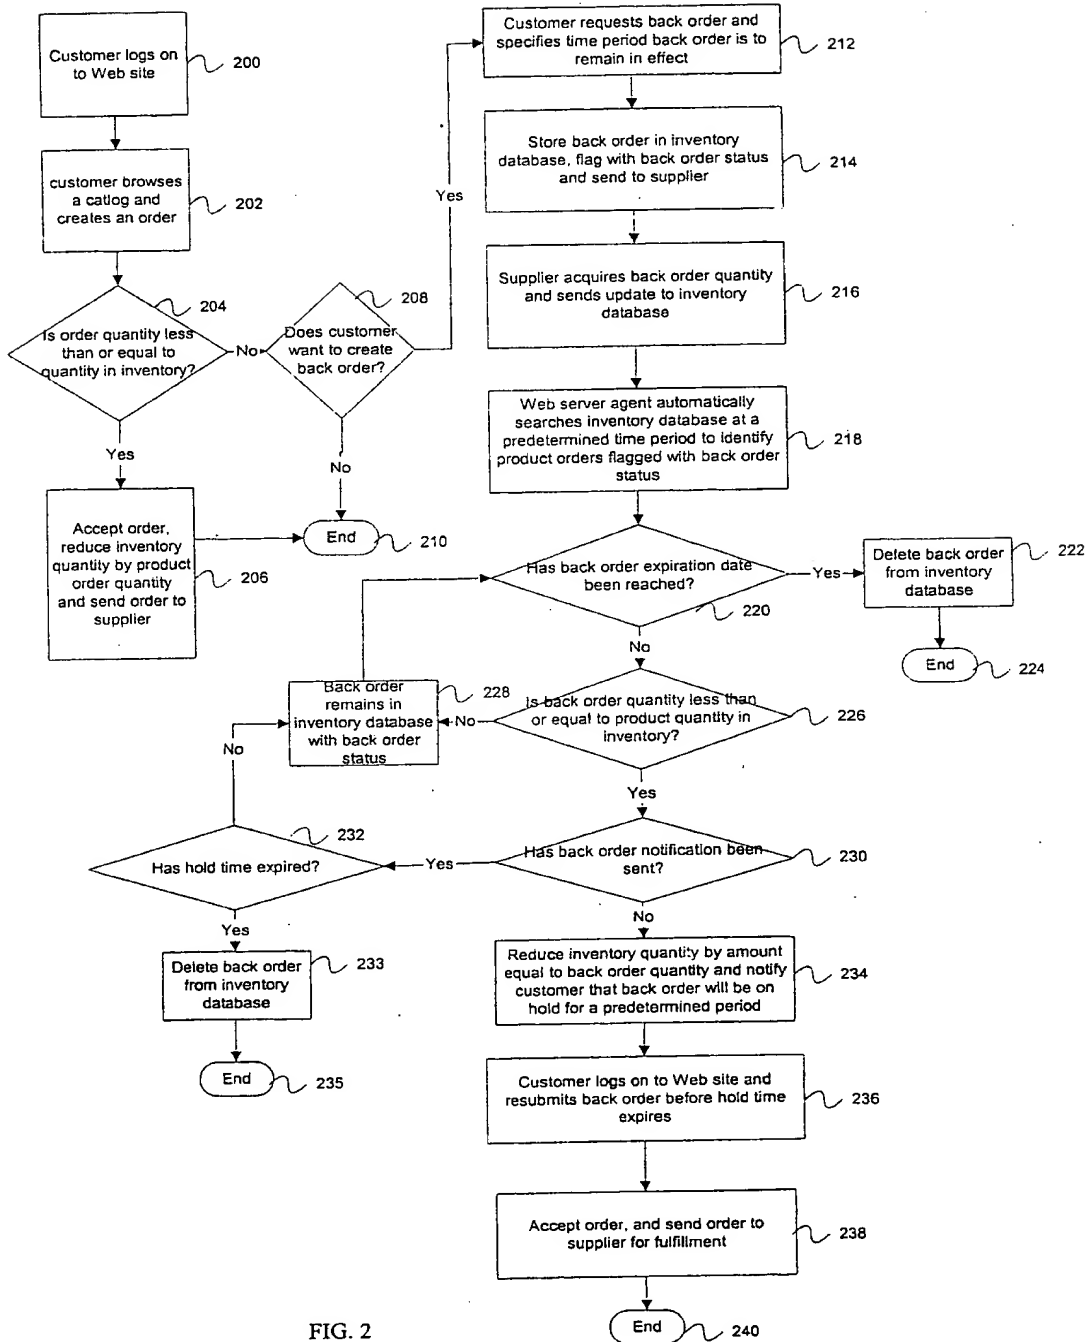 Customer logs on
to Web site
200
customer browses
a catlog and
creates an order
202
204
Is order quantity less
than or equal to
quantity in inventory?
No
Yes
Accept order,
reduce inventory
quantity by product
order quantity
and send order to
supplier
206
208
Does customer
want to create
back order?
Yes
No
End
210
Customer requests back order and
specifies time period back order is to
remain in effect
212
Store back order in inventory
database, flag with back order status
and send to supplier
214
Supplier acquires back order quantity
and sends update to inventory
database
216
Web server agent automatically
searches inventory database at a
predetermined time period to identify
product orders flagged with back order
status
218
Has back order expiration date
been reached?
220
Yes
Delete back order
from inventory
database
222
End
224
No
Is back order quantity less than
or equal to product quantity in
inventory?
226
No
Back order
remains in
inventory database
with back order
status
228
Yes
Has back order notification been
sent?
230
Yes
Has hold time expired?
232
No
Yes
Delete back order
from inventory
database
233
End
235
No
Reduce inventory quantity by amount
equal to back order quantity and notify
customer that back order will be on
hold for a predetermined period
234
Customer logs on to Web site and
resubmits back order before hold time
expires
236
Accept order, and send order to
supplier for fulfillment
238
End
240
FIG. 2